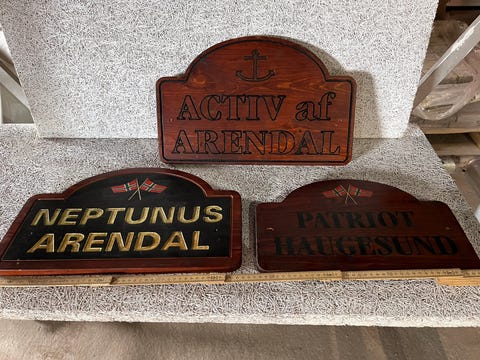 ACTIV af
ARENDAL
NEPTUNUS
ARENDAL
PATRIOT
HAUGESUND